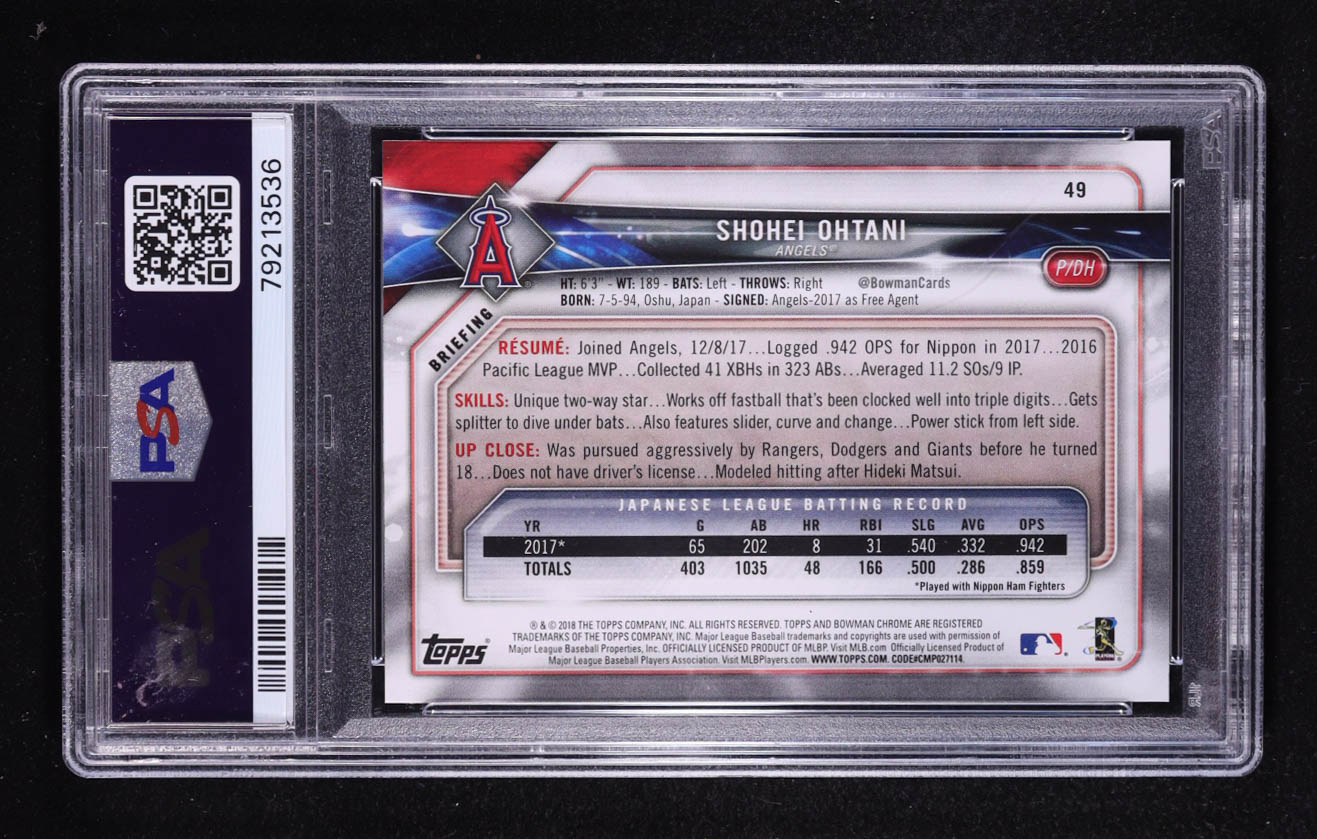 79213536
PSA
PSA
PSA
49
SHOHEI OHTANI
ANGELS®
A
P/DH
HT: 6'3" - WT: 189 - BATS: Left - THROWS: Right @BowmanCards
BORN: 7-5-94, Oshu, Japan - SIGNED: Angels-2017 as Free Agent
BRIEFING
RÉSUMÉ: Joined Angels, 12/8/17...Logged .942 OPS for Nippon in 2017...2016
Pacific League MVP...Collected 41 XBHs in 323 ABs...Averaged 11.2 SOs/9 IP.
SKILLS: Unique two-way star...Works off fastball that's been clocked well into triple digits...Gets
splitter to dive under bats...Also features slider, curve and change...Power stick from left side.
UP CLOSE: Was pursued aggressively by Rangers, Dodgers and Giants before he turned
18...Does not have driver's license...Modeled hitting after Hideki Matsui.
JAPANESE LEAGUE BATTING RECORD
YR G AB HR RBI SLG AVG OPS
2017* 65 202 8 31 .540 .332 .942
TOTALS 403 1035 48 166 .500 .286 .859
*Played with Nippon Ham Fighters
® & © 2018 THE TOPPS COMPANY, INC. ALL RIGHTS RESERVED. TOPPS AND BOWMAN CHROME ARE REGISTERED
TRADEMARKS OF THE TOPPS COMPANY, INC. Major League Baseball trademarks and copyrights are used with permission of
Major League Baseball Properties, Inc. OFFICIALLY LICENSED PRODUCT OF MLBP. Visit MLB.com Officially Licensed Product of
Major League Baseball Players Association. Visit MLBPlayers.com. WWW.TOPPS.COM. CODE#CMP027114
TOPPS®